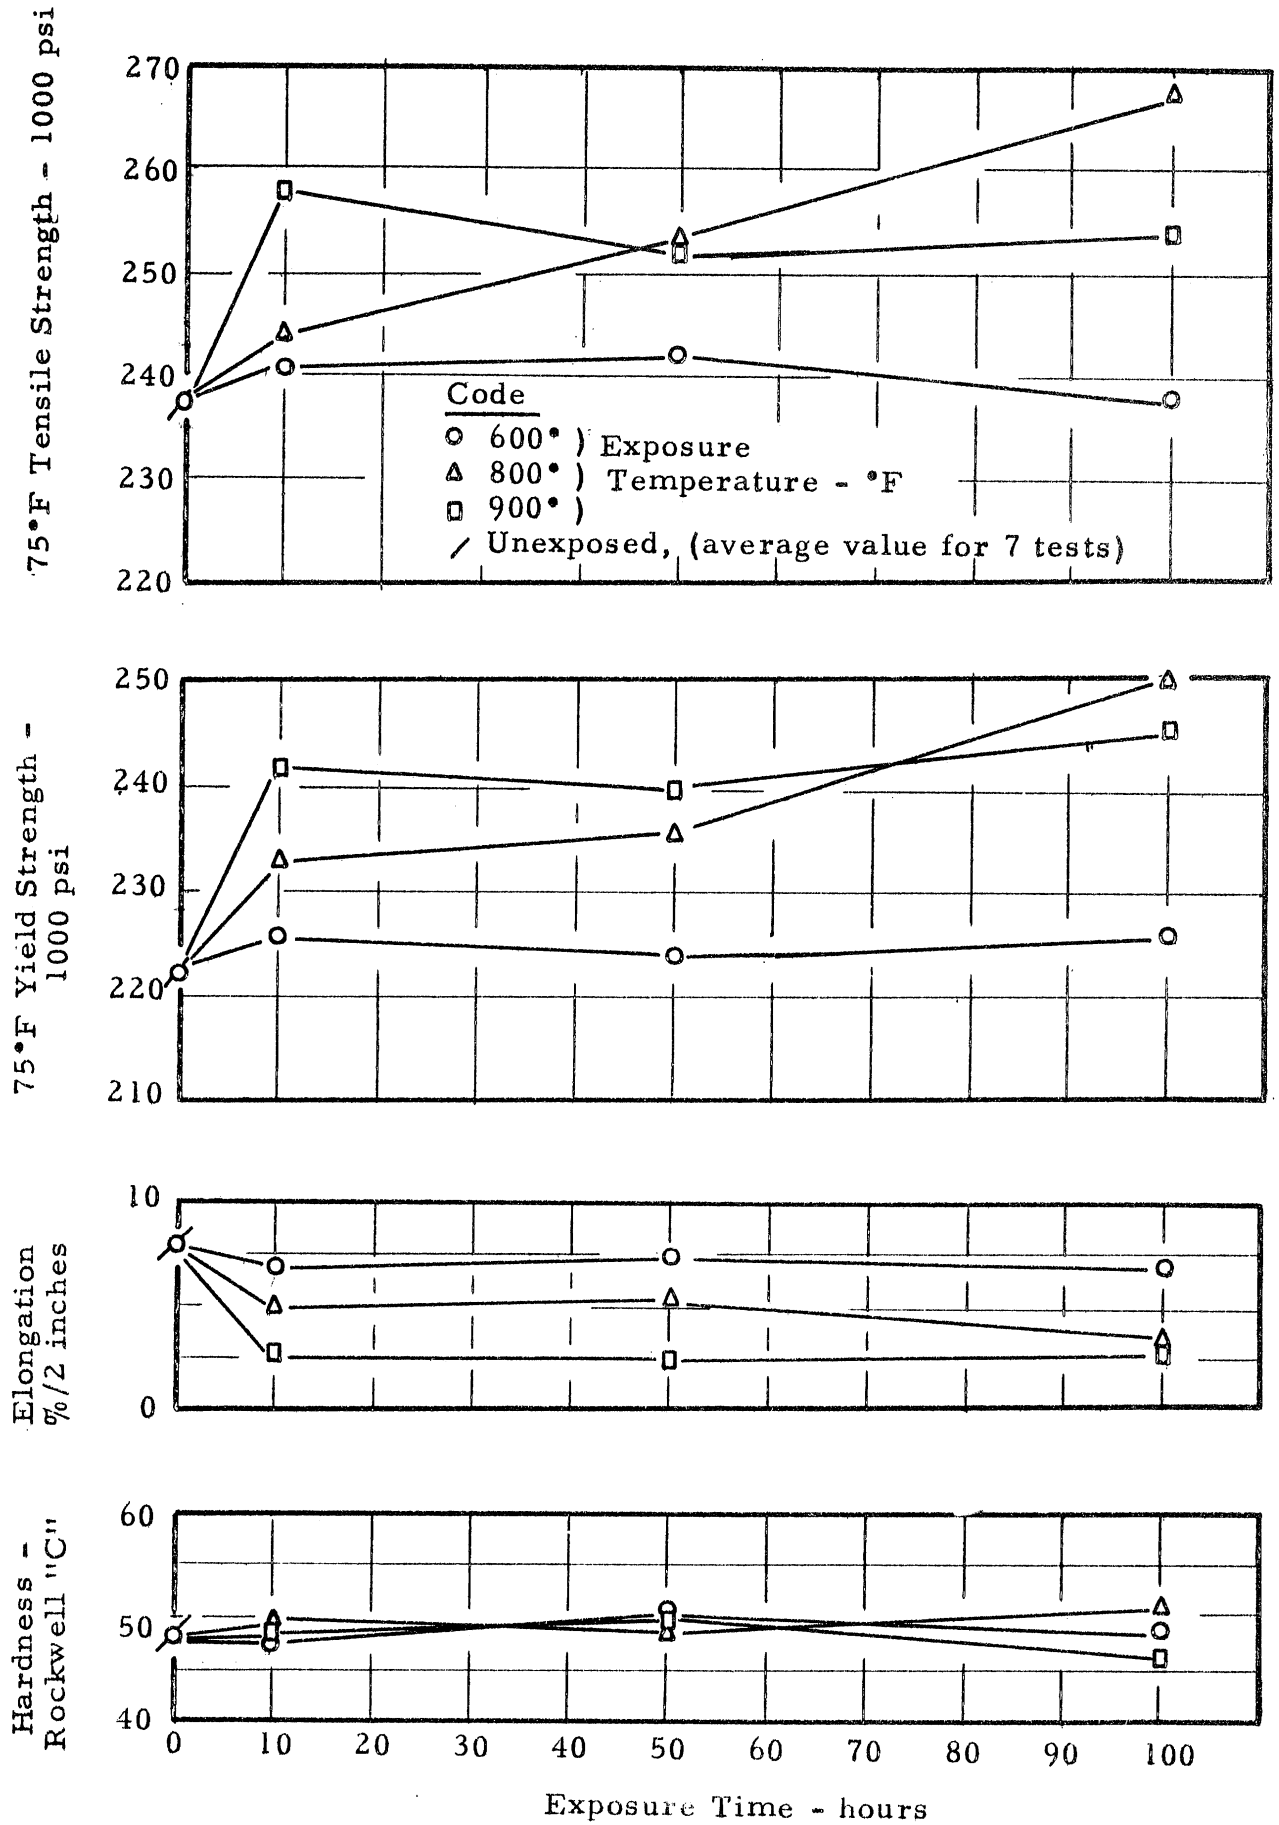 75°F Tensile Strength - 1000 psi
270
260
250
240
230
220
Code
○ 600° ) Exposure
△ 800° ) Temperature - °F
□ 900° )
/ Unexposed, (average value for 7 tests)
75°F Yield Strength -
1000 psi
250
240
230
220
210
Elongation
%/2 inches
10
0
Hardness -
Rockwell "C"
60
50
40
0 10 20 30 40 50 60 70 80 90 100
Exposure Time - hours